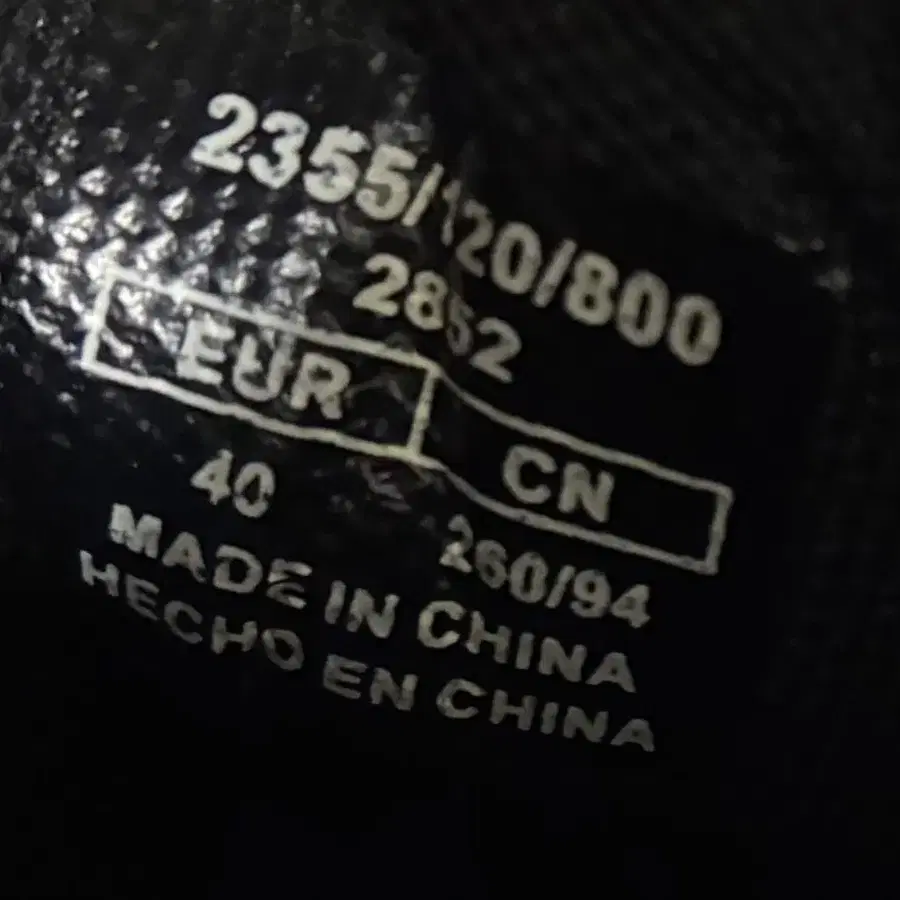 2355/120/800
2852
EUR CN
40 260/94
MADE IN CHINA
HECHO EN CHINA